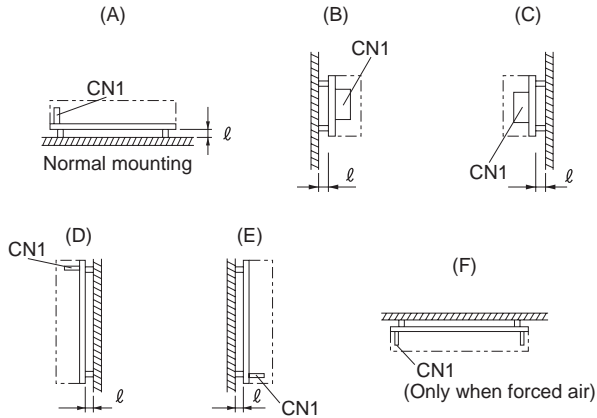 (A)
CN1
ℓ
Normal mounting
(B)
CN1
ℓ
(C)
CN1
ℓ
(D)
CN1
ℓ
(E)
CN1
ℓ
(F)
CN1
(Only when forced air)